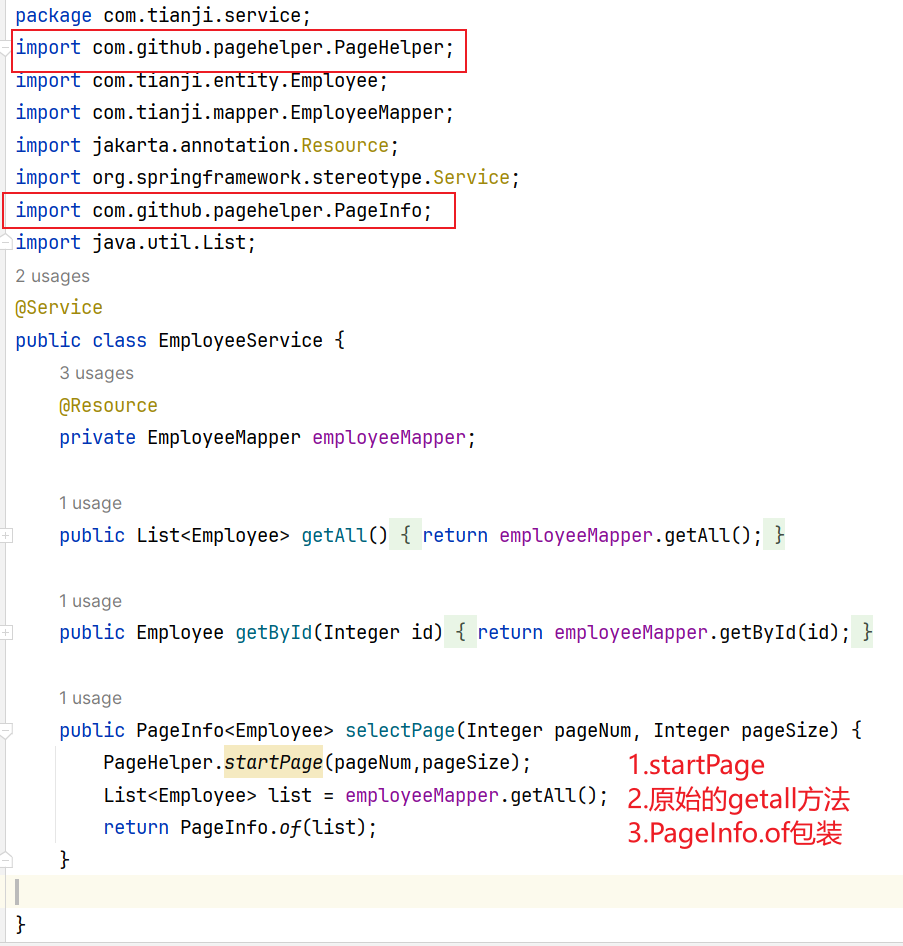 package com.tianji.service;
import com.github.pagehelper.PageHelper;
import com.tianji.entity.Employee;
import com.tianji.mapper.EmployeeMapper;
import jakarta.annotation.Resource;
import org.springframework.stereotype.Service;
import com.github.pagehelper.PageInfo;
import java.util.List;
2 usages
@Service
public class EmployeeService {
3 usages
@Resource
private EmployeeMapper employeeMapper;
1 usage
public List<Employee> getAll() { return employeeMapper.getAll(); }
1 usage
public Employee getById(Integer id) { return employeeMapper.getById(id); }
1 usage
public PageInfo<Employee> selectPage(Integer pageNum, Integer pageSize) {
PageHelper.startPage(pageNum,pageSize);
List<Employee> list = employeeMapper.getAll();
return PageInfo.of(list);
}
1.startPage
2.原始的getall方法
3.PageInfo.of包装
}